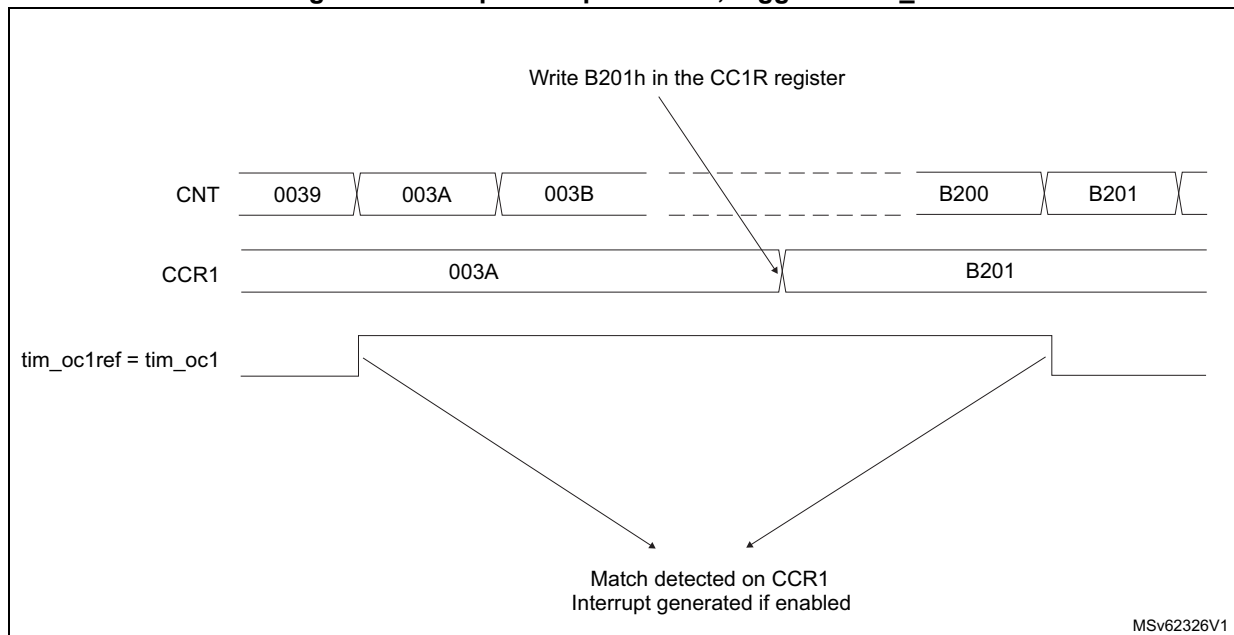 Write B201h in the CC1R register
CNT 0039 003A 003B B200 B201
CCR1 003A B201
tim_oc1ref = tim_oc1
Match detected on CCR1
Interrupt generated if enabled
MSv62326V1